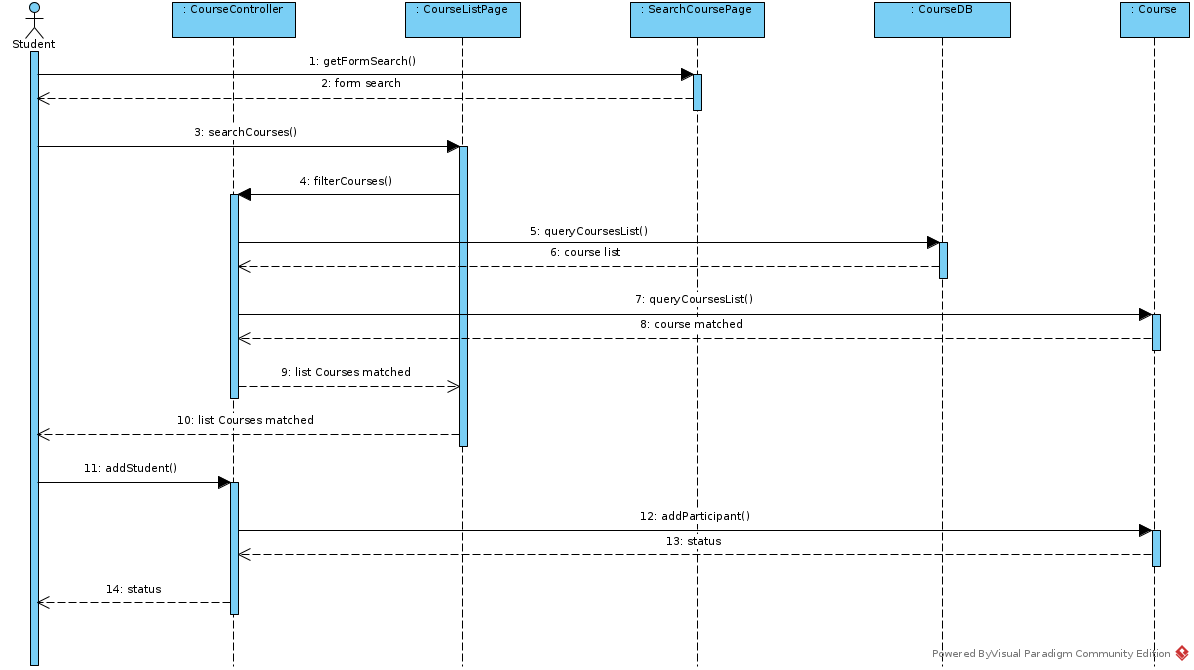 : CourseController
: CourseListPage
: SearchCoursePage
: CourseDB
: Course
Student
1: getFormSearch()
2: form search
3: searchCourses()
4: filterCourses()
5: queryCoursesList()
6: course list
7: queryCoursesList()
8: course matched
9: list Courses matched
10: list Courses matched
11: addStudent()
12: addParticipant()
13: status
14: status
Powered ByVisual Paradigm Community Edition